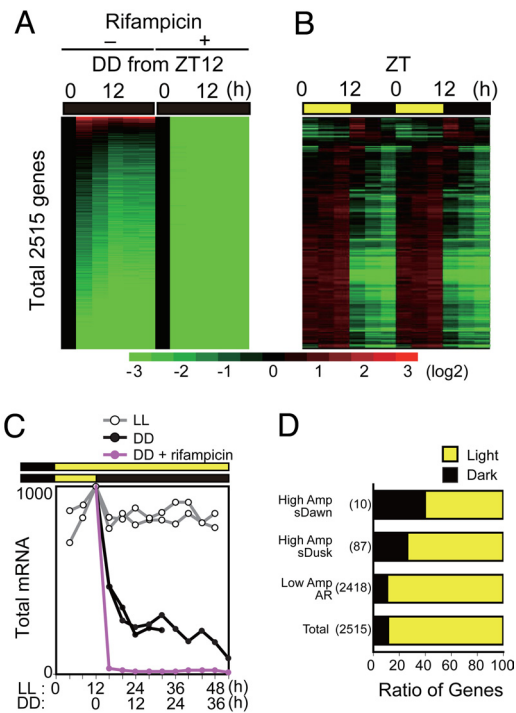 A
Rifampicin
– +
DD from ZT12
0 12 0 12 (h)
Total 2515 genes
B
ZT
0 12 0 12 (h)
-3 -2 -1 0 1 2 3 (log2)
C
LL
DD
DD + rifampicin
1000
Total mRNA
0
LL : 0 12 24 36 48 (h)
DD: 0 12 24 36 (h)
D
Light
Dark
High Amp sDawn (10)
High Amp sDusk (87)
Low Amp AR (2418)
Total (2515)
0 20 40 60 80 100
Ratio of Genes